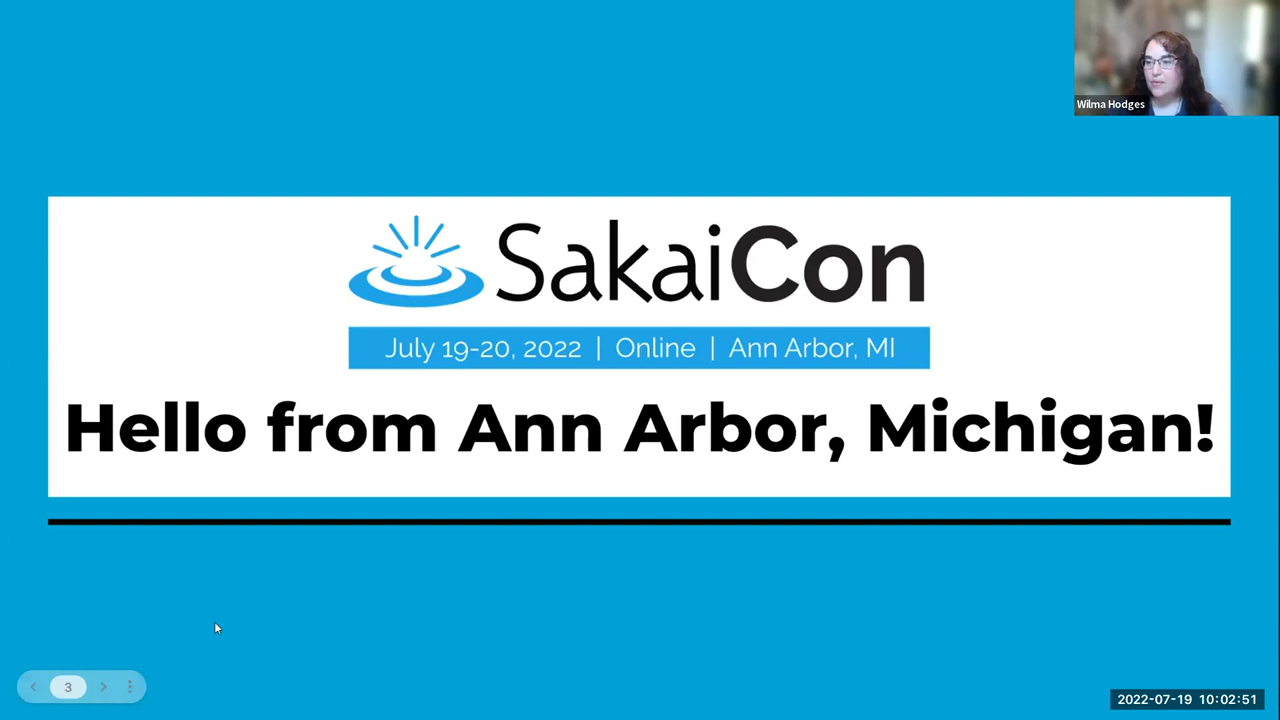 Wilma Hodges
SakaiCon
July 19-20, 2022 | Online | Ann Arbor, MI
Hello from Ann Arbor, Michigan!
3
2022-07-19 10:02:51